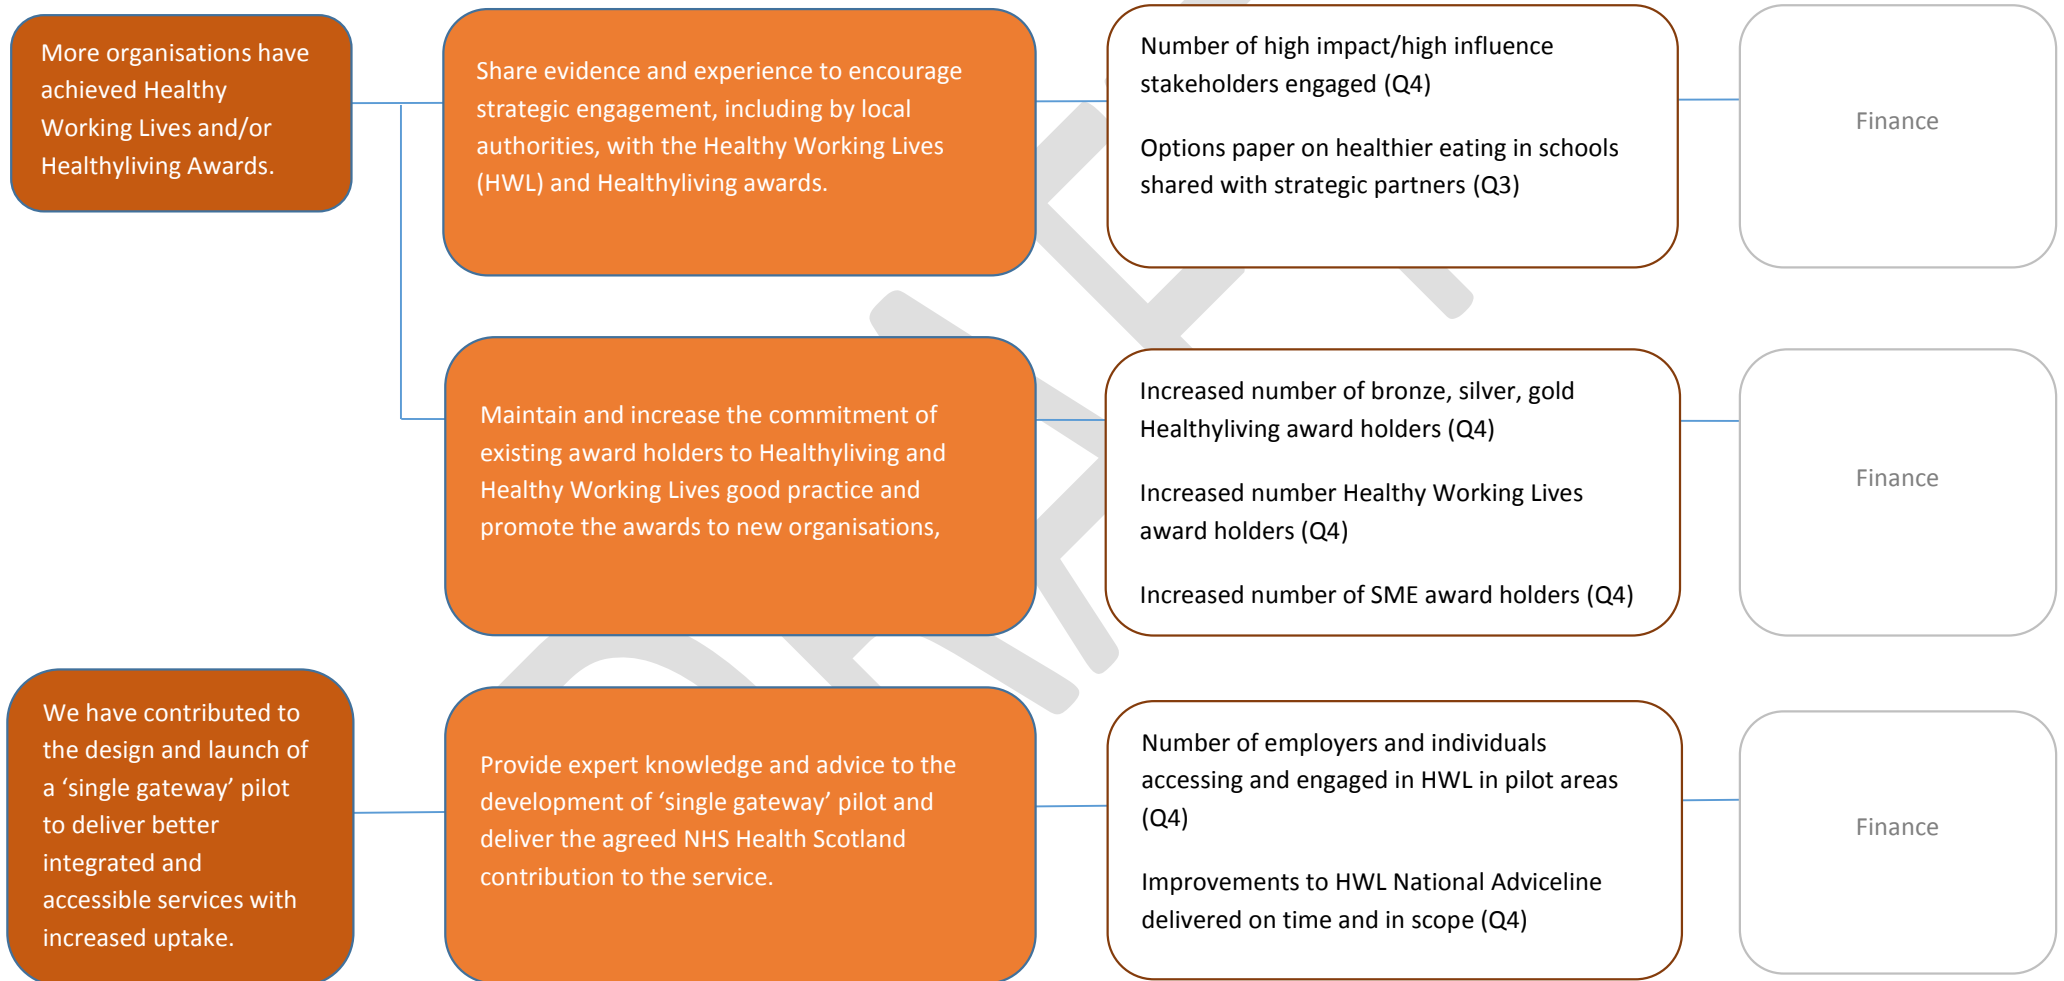 More organisations have
achieved Healthy
Working Lives and/or
Healthyliving Awards.
Share evidence and experience to encourage
strategic engagement, including by local
authorities, with the Healthy Working Lives
(HWL) and Healthyliving awards.
Number of high impact/high influence
stakeholders engaged (Q4)
Options paper on healthier eating in schools
shared with strategic partners (Q3)
Finance
Maintain and increase the commitment of
existing award holders to Healthyliving and
Healthy Working Lives good practice and
promote the awards to new organisations,
Increased number of bronze, silver, gold
Healthyliving award holders (Q4)
Increased number Healthy Working Lives
award holders (Q4)
Increased number of SME award holders (Q4)
Finance
We have contributed to
the design and launch of
a ‘single gateway’ pilot
to deliver better
integrated and
accessible services with
increased uptake.
Provide expert knowledge and advice to the
development of ‘single gateway’ pilot and
deliver the agreed NHS Health Scotland
contribution to the service.
Number of employers and individuals
accessing and engaged in HWL in pilot areas
(Q4)
Improvements to HWL National Adviceline
delivered on time and in scope (Q4)
Finance
DRAFT